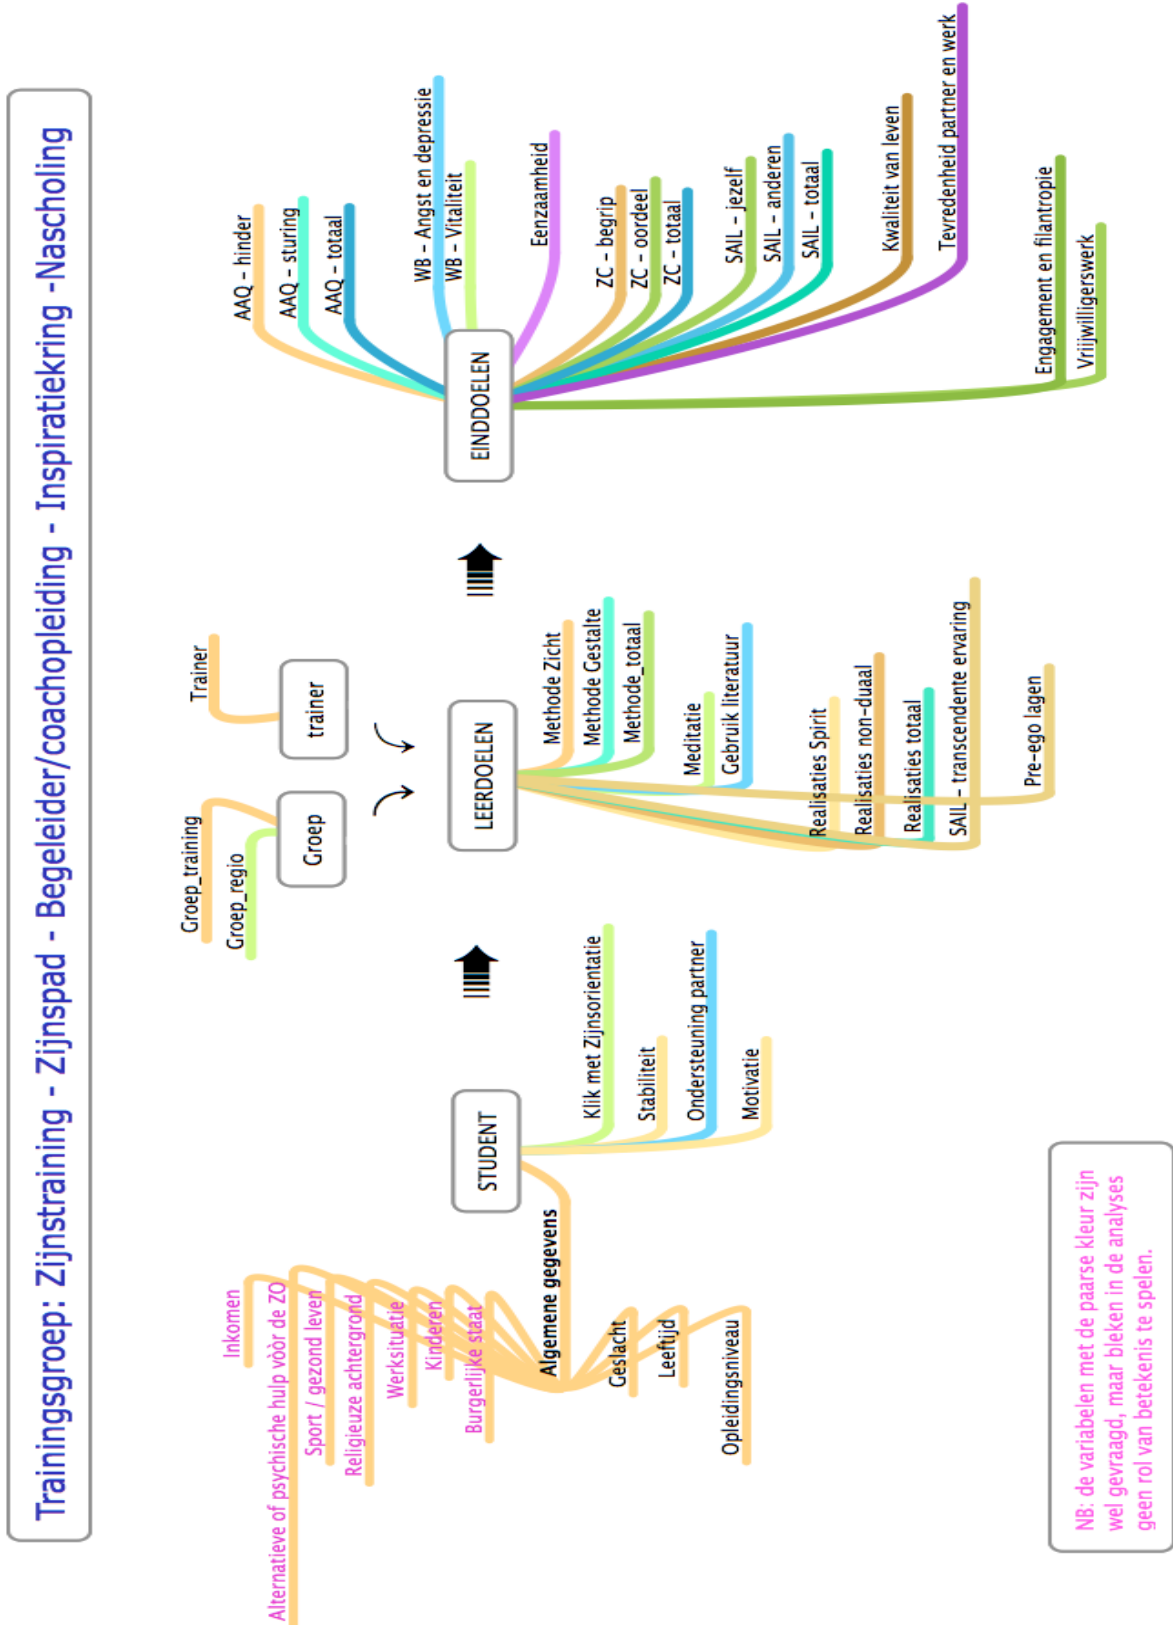 Trainingsgroep: Zijnstraining - Zijnspad - Begeleider/coachopleiding - Inspiratiekring -Nascholing
Inkomen
Alternatieve of psychische hulp vòòr de ZO
Sport / gezond leven
Religieuze achtergrond
Werksituatie
Kinderen
Burgerlijke staat
Algemene gegevens
Geslacht
Leeftijd
Opleidingsniveau
STUDENT
Klik met Zijnsorientatie
Stabiliteit
Ondersteuning partner
Motivatie
Groep_training
Groep_regio
Groep
Trainer
trainer
LEERDOELEN
Methode Zicht
Methode Gestalte
Methode_totaal
Meditatie
Gebruik literatuur
Realisaties Spirit
Realisaties non-duaal
Realisaties totaal
SAIL - transcendente ervaring
Pre-ego lagen
AAQ - hinder
AAQ - sturing
AAQ - totaal
WB - Angst en depressie
WB - Vitaliteit
EINDDOELEN
Eenzaamheid
ZC - begrip
ZC - oordeel
ZC - totaal
SAIL - jezelf
SAIL - anderen
SAIL - totaal
Kwaliteit van leven
Tevredenheid partner en werk
Engagement en filantropie
Vriijwilligerswerk
NB: de variabelen met de paarse kleur zijn
wel gevraagd, maar bleken in de analyses
geen rol van betekenis te spelen.